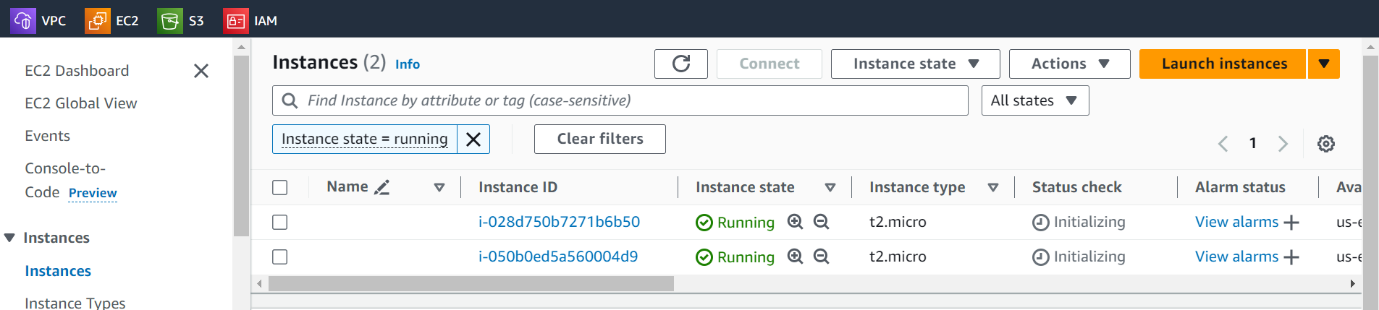 VPC EC2 S3 IAM
EC2 Dashboard
EC2 Global View
Events
Console-to-
Code Preview
Instances
Instances
Instance Types
Instances (2) Info
Connect Instance state Actions Launch instances
Find Instance by attribute or tag (case-sensitive) All states
Instance state = running Clear filters
1
Name Instance ID Instance state Instance type Status check Alarm status Ava
i-028d750b7271b6b50 Running t2.micro Initializing View alarms + us-e
i-050b0ed5a560004d9 Running t2.micro Initializing View alarms + us-e